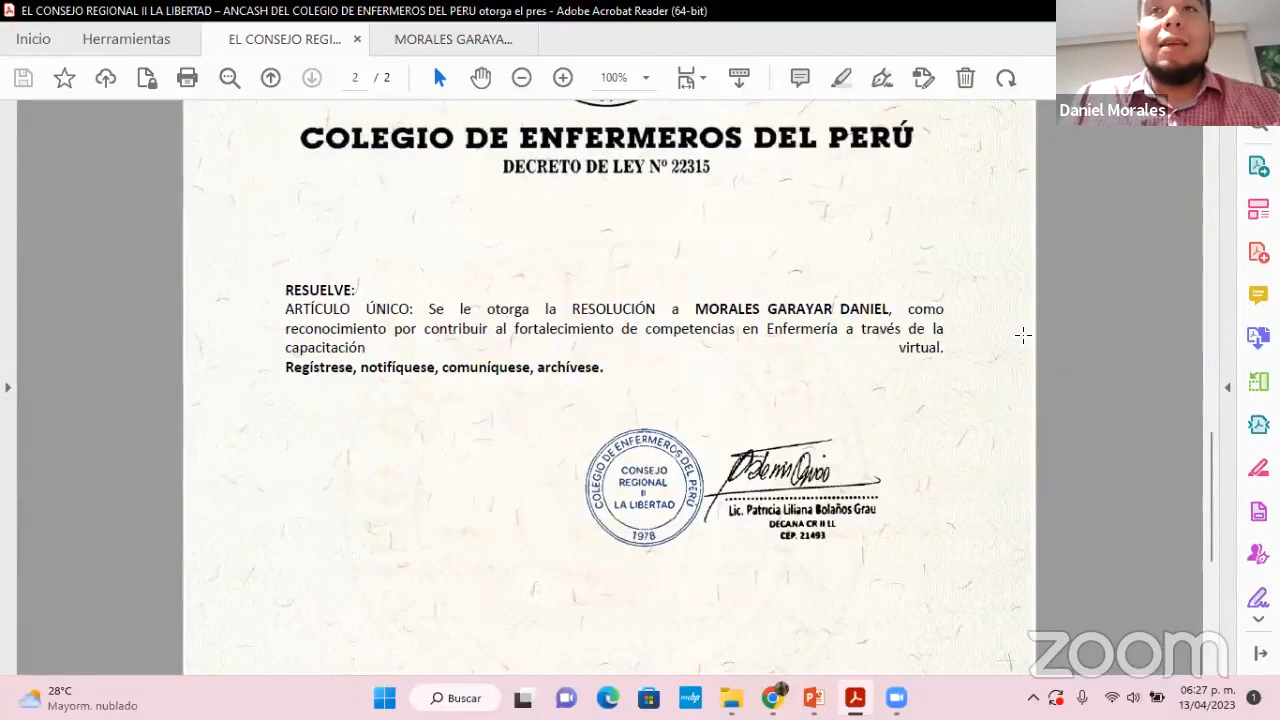 EL CONSEJO REGIONAL II LA LIBERTAD – ANCASH DEL COLEGIO DE ENFERMEROS DEL PERU otorga el pres - Adobe Acrobat Reader (64-bit)
Inicio Herramientas EL CONSEJO REGI... × MORALES GARAYA...
2 / 2 100%
Daniel Morales
COLEGIO DE ENFERMEROS DEL PERÚ
DECRETO DE LEY Nº 22315
RESUELVE:
ARTÍCULO ÚNICO: Se le otorga la RESOLUCIÓN a MORALES GARAYAR DANIEL, como
reconocimiento por contribuir al fortalecimiento de competencias en Enfermería a través de la
capacitación virtual.
Regístrese, notifíquese, comuníquese, archívese.
COLEGIO DE ENFERMEROS DEL PERÚ
CONSEJO
REGIONAL
II
LA LIBERTAD
1978
Lic. Patricia Liliana Bolaños Grau
DECANA CR II LL
CEP. 21493
zoom
28°C
Mayorm. nublado
Buscar
06:27 p. m.
13/04/2023
1